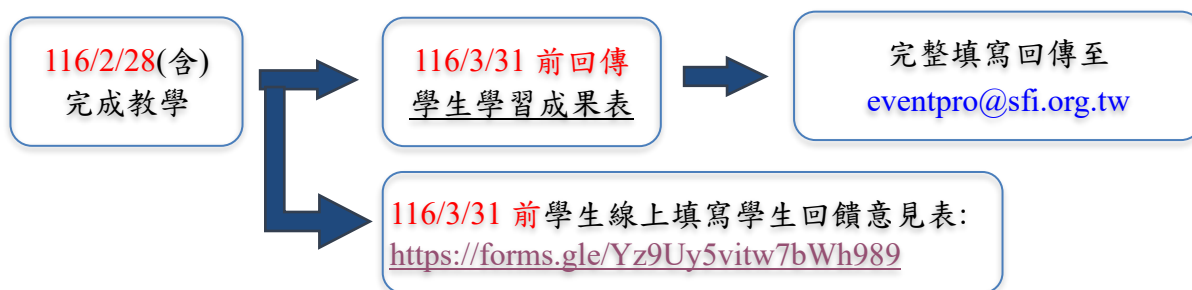 116/2/28(含)
完成教學
116/3/31 前回傳
學生學習成果表
完整填寫回傳至
eventpro@sfi.org.tw
116/3/31 前學生線上填寫學生回饋意見表:
https://forms.gle/Yz9Uy5vitw7bWh989